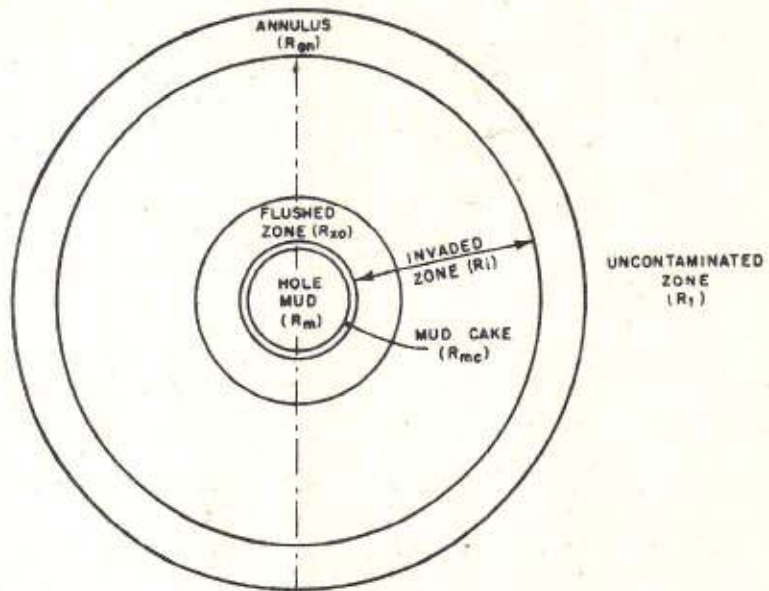 ANNULUS
(Ran)
FLUSHED
ZONE (Rxo)
INVADED
ZONE (Ri)
HOLE
MUD
(Rm)
MUD CAKE
(Rmc)
UNCONTAMINATED
ZONE
(Rt)